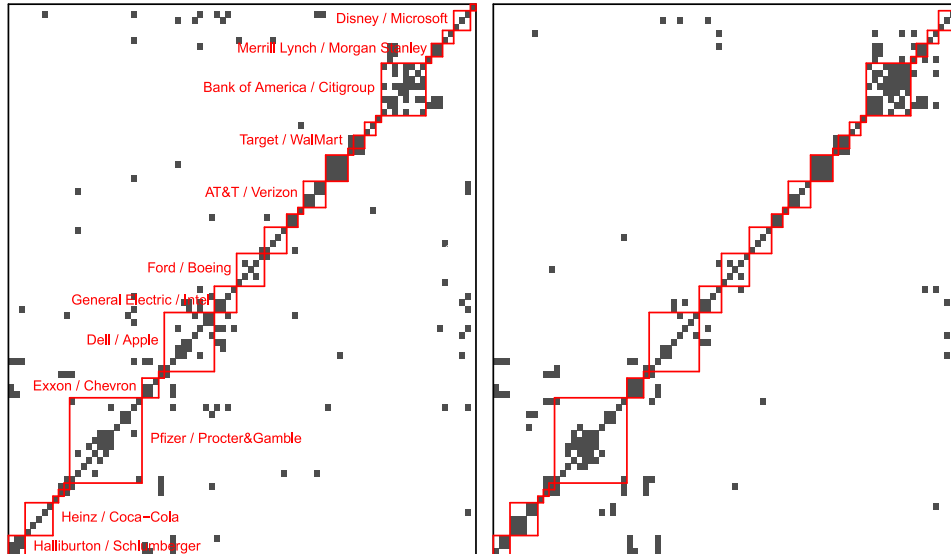 Disney / Microsoft
Merrill Lynch / Morgan Stanley
Bank of America / Citigroup
Target / WalMart
AT&T / Verizon
Ford / Boeing
General Electric / Intel
Dell / Apple
Exxon / Chevron
Pfizer / Procter&Gamble
Heinz / Coca−Cola
Halliburton / Schlumberger